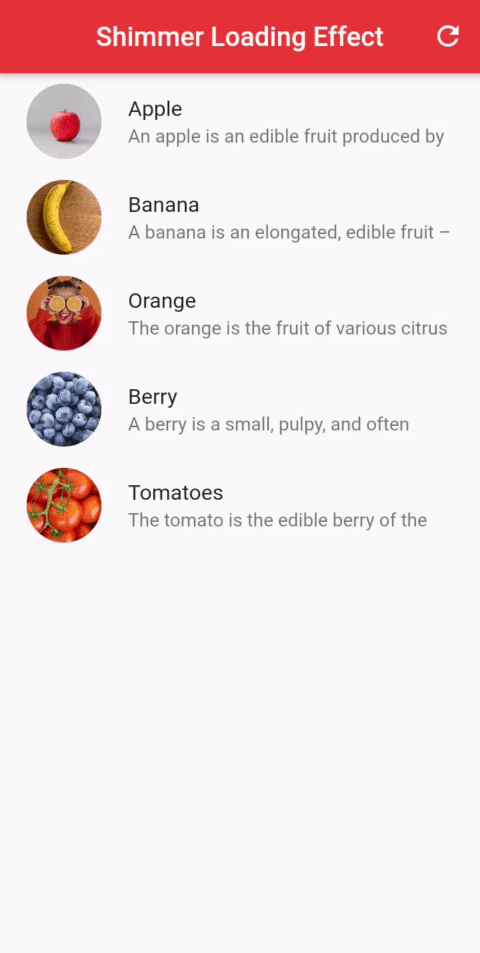 Shimmer Loading Effect
Apple
An apple is an edible fruit produced by
Banana
A banana is an elongated, edible fruit –
Orange
The orange is the fruit of various citrus
Berry
A berry is a small, pulpy, and often
Tomatoes
The tomato is the edible berry of the